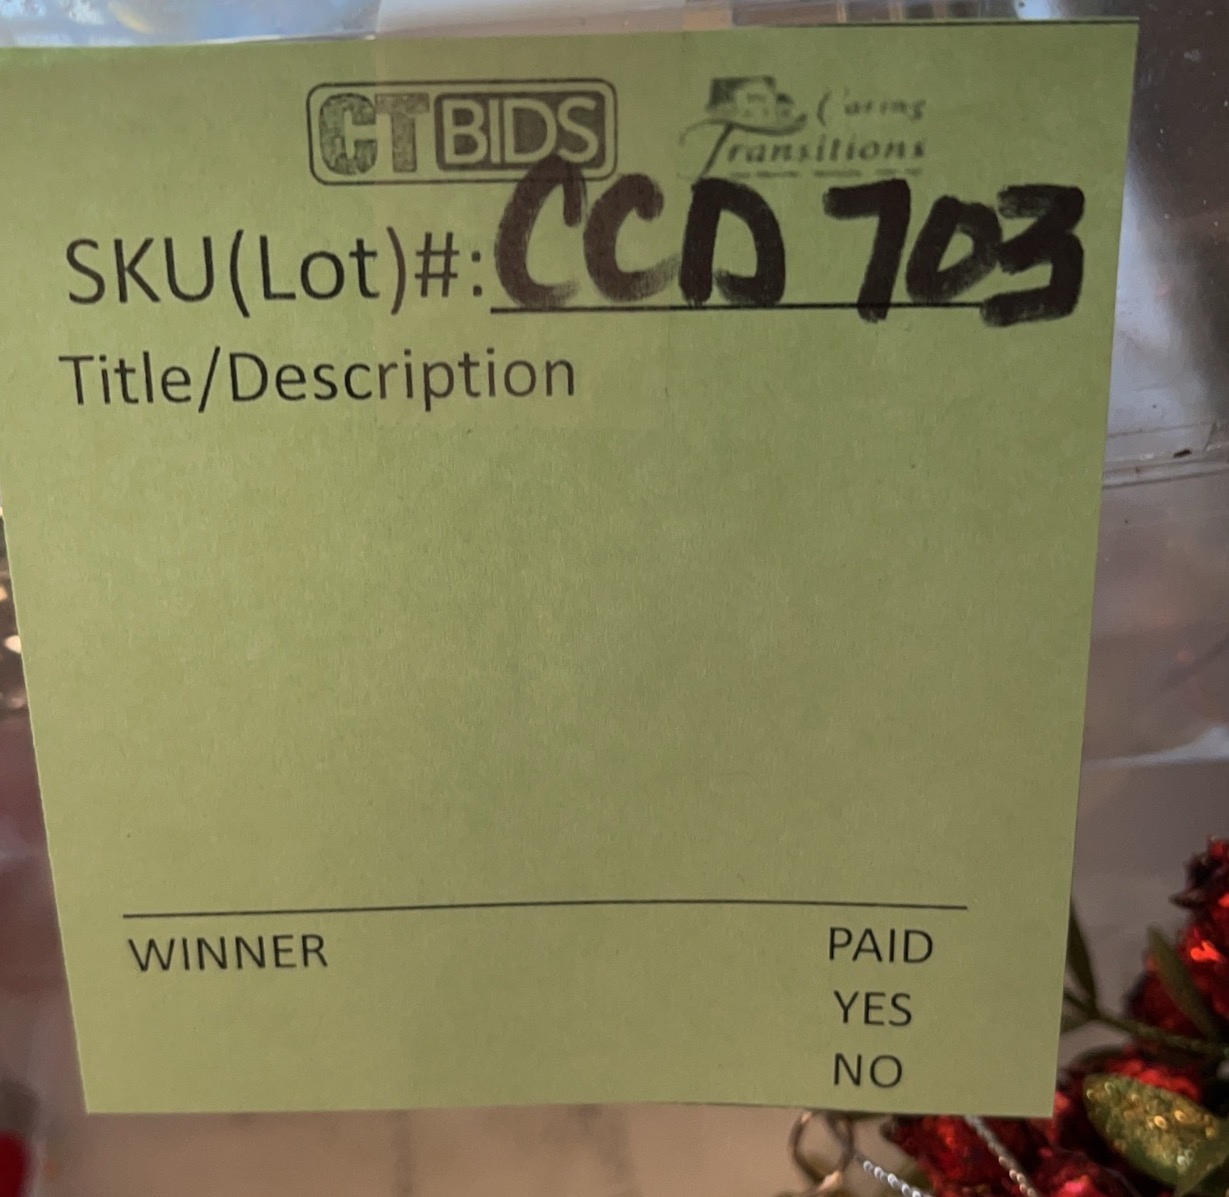 CTBIDS
Caring
Transitions
SKU(Lot)#: CCD 703
Title/Description
WINNER
PAID
YES
NO